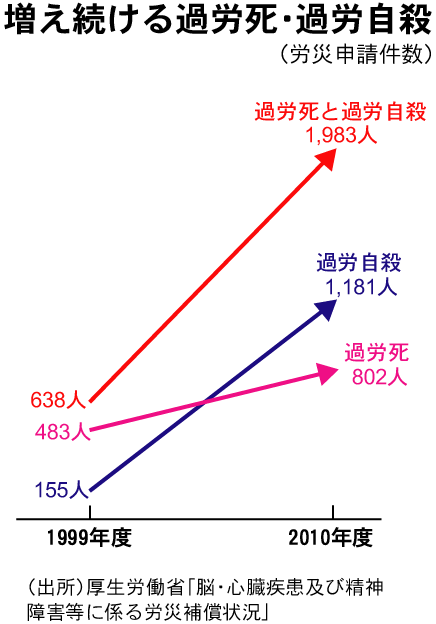 増え続ける過労死・過労自殺
（労災申請件数）
過労死と過労自殺
1,983人
過労自殺
1,181人
過労死
802人
638人
483人
155人
1999年度
2010年度
（出所）厚生労働省「脳・心臓疾患及び精神
障害等に係る労災補償状況」